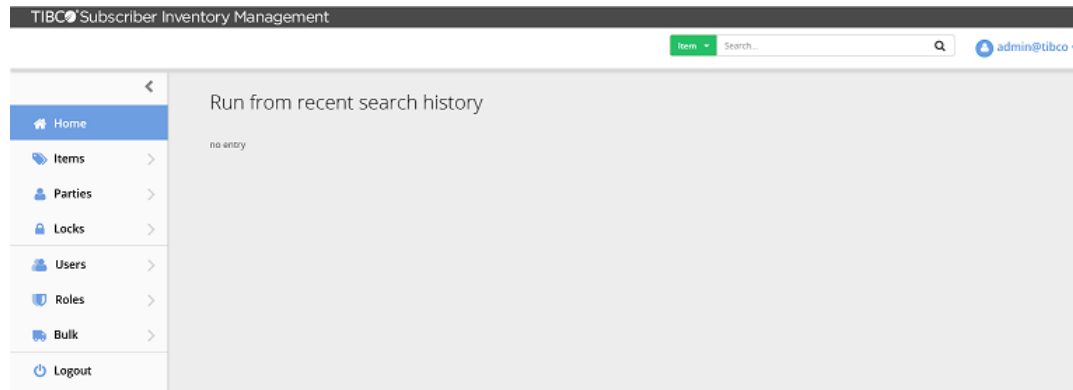 TIBCO® Subscriber Inventory Management
Item Search...
admin@tibco
Run from recent search history
no entry
Home
Items
Parties
Locks
Users
Roles
Bulk
Logout